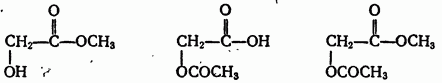 O O O
CH₂—C—OCH₃ CH₂—C—OH CH₂—C—OCH₃
OH OCOCH₃ OCOCH₃